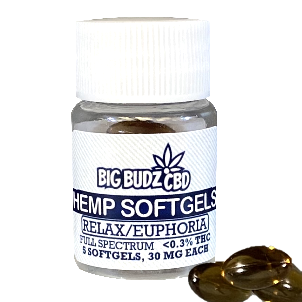 BIG BUDZ CBD
HEMP SOFTGELS
RELAX/EUPHORIA
FULL SPECTRUM <0.3% THC
5 SOFTGELS, 30 MG EACH